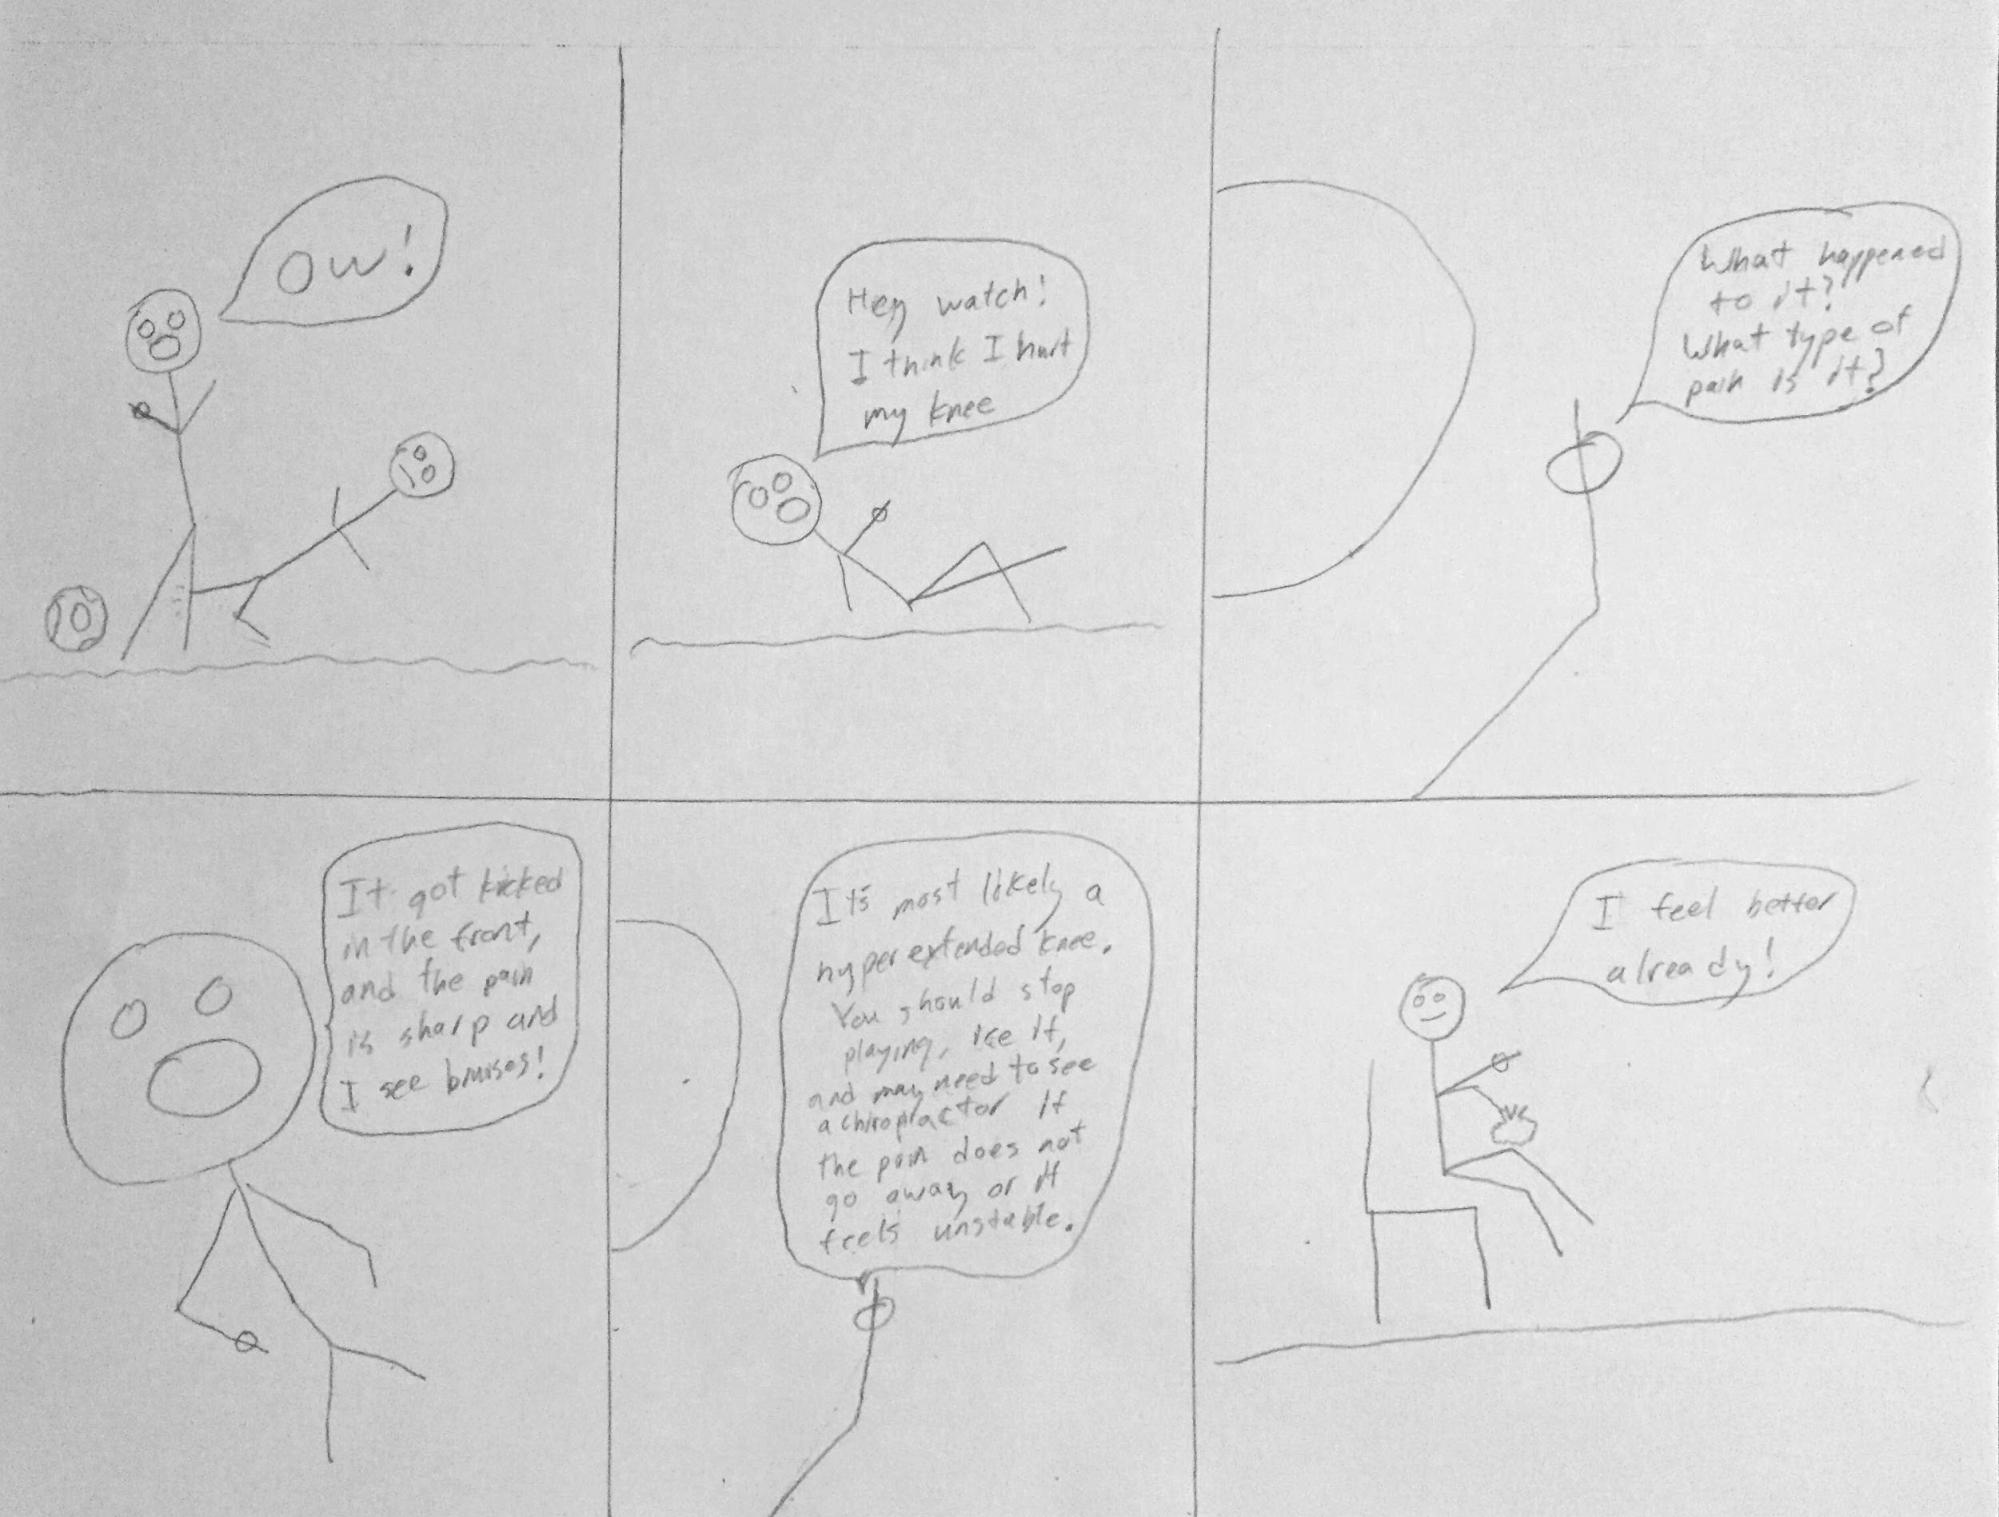 OW!
Hey watch!
I think I hurt
my knee
What happened
to it?
What type of
pain is it?
It got kicked
in the front,
and the pain
is sharp and
I see bruises!
It's most likely a
hyperextended knee.
You should stop
playing, ice it,
and may need to see
a chiropractor if
the pain does not
go away or if
feels unstable.
I feel better
already!